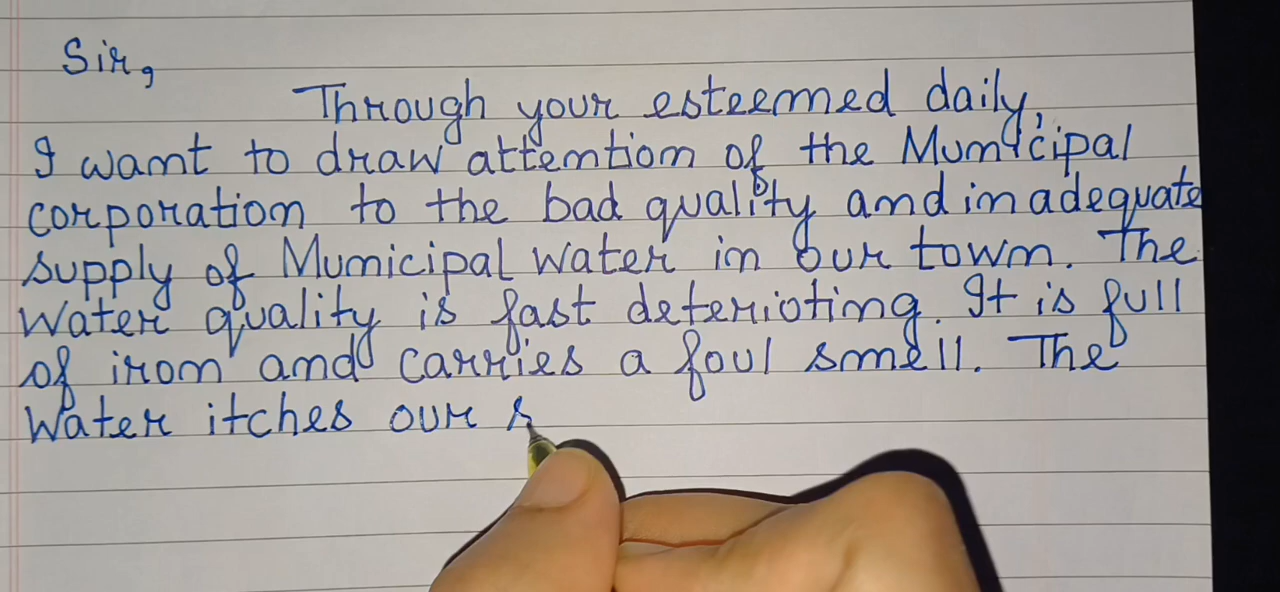 Sir,
Through your esteemed daily,
I want to draw attention of the Municipal
corporation to the bad quality and inadequate
supply of Municipal water in our town. The
water quality is fast deterioting. It is full
of iron and carries a foul smell. The
water itches our s